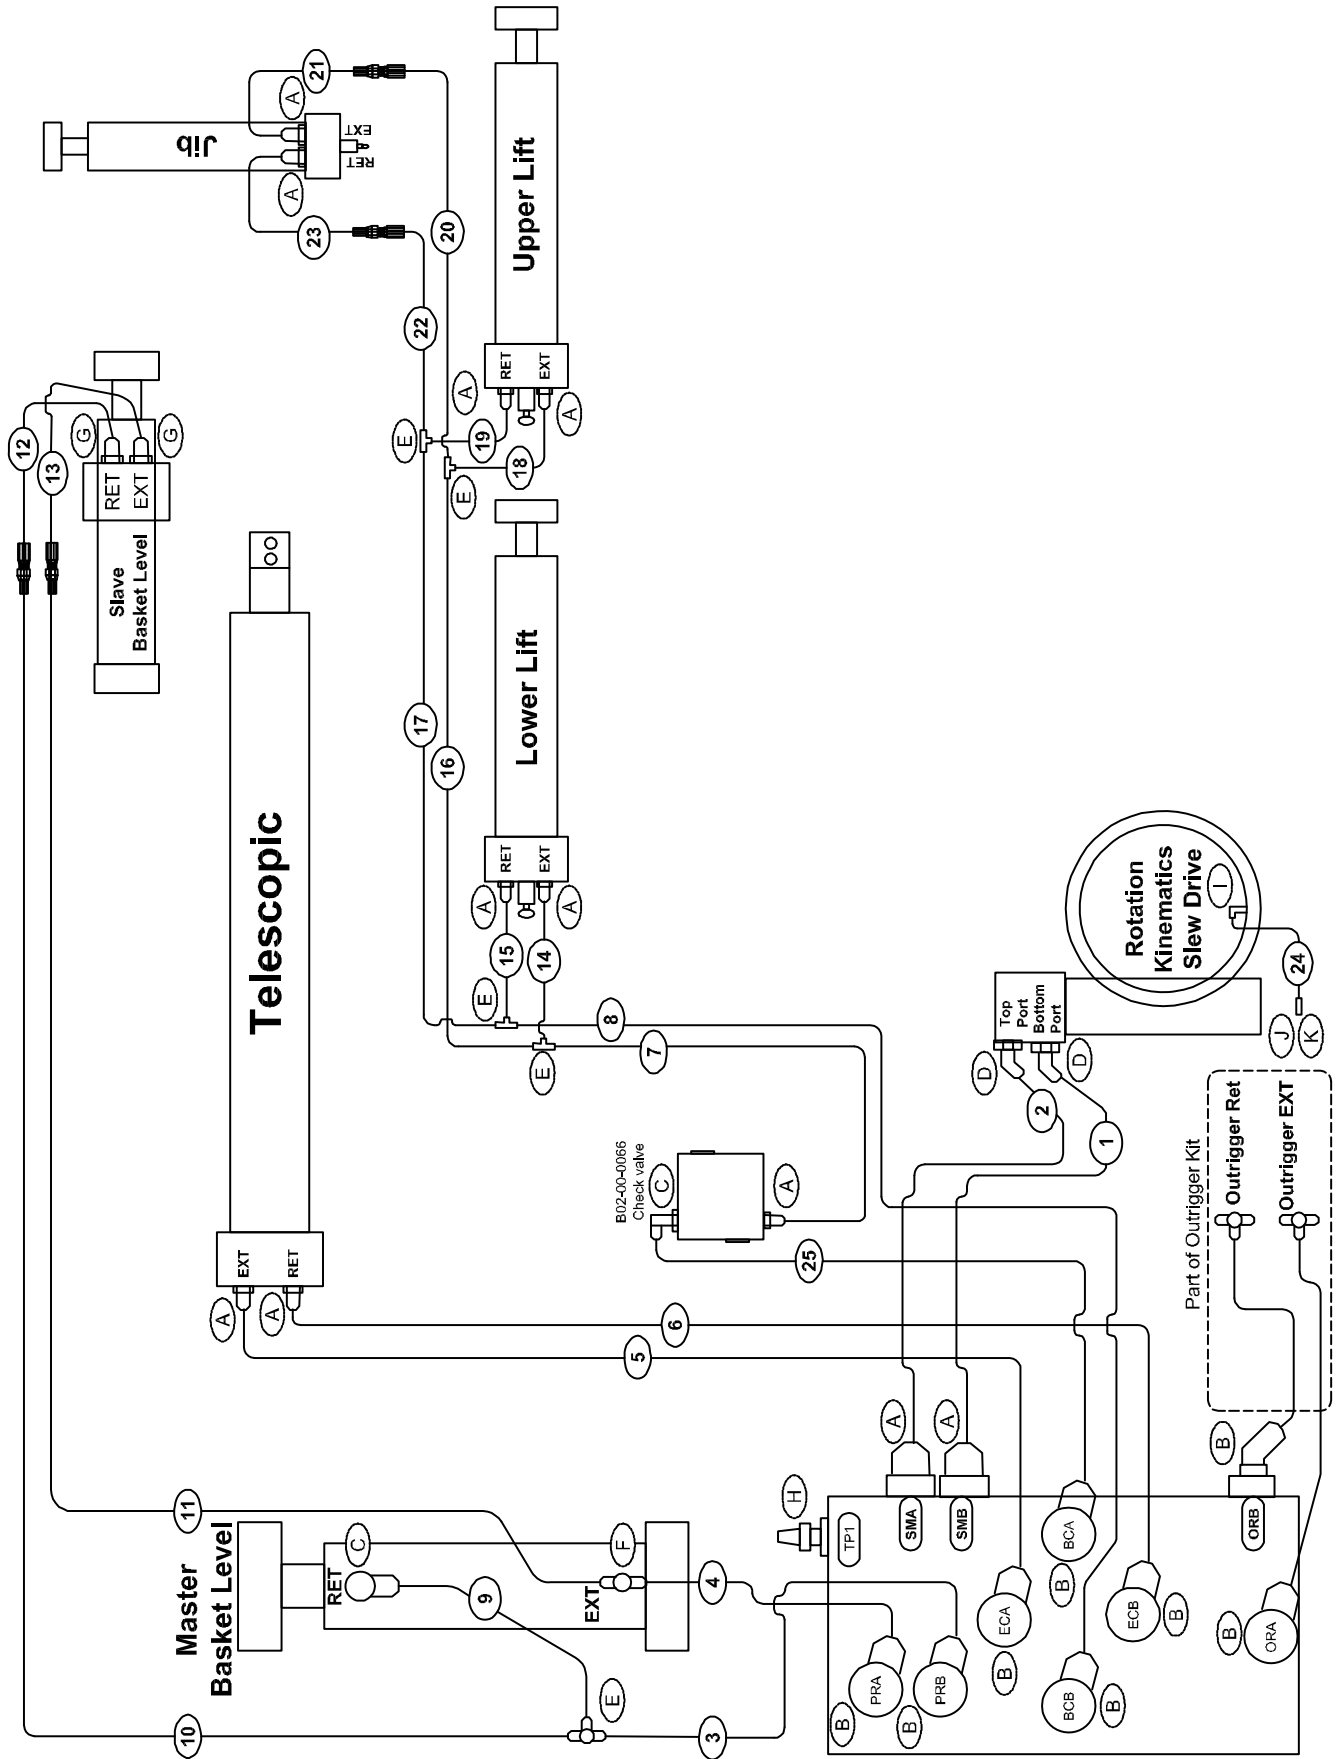 21
A
Jib
EXT
RET
A
23
20
22
Upper Lift
RET
EXT
A
A
E
19
18
E
12
13
G
G
RET
EXT
Slave
Basket Level
Telescopic
EXT
RET
A
A
17
16
Lower Lift
RET
EXT
A
A
15
14
E
E
8
7
B02-00-0066
Check valve
C
A
25
6
5
Rotation
Kinematics
Slew Drive
I
24
J
K
Top
Port
Bottom
Port
D
D
2
1
Part of Outrigger Kit
Outrigger Ret
Outrigger EXT
11
10
Master
Basket Level
RET
C
F
EXT
9
E
4
3
H
TP1
A
A
SMA
SMB
B
ORB
PRA
B
PRB
B
ECA
B
BCA
B
BCB
B
ECB
B
ORA
B